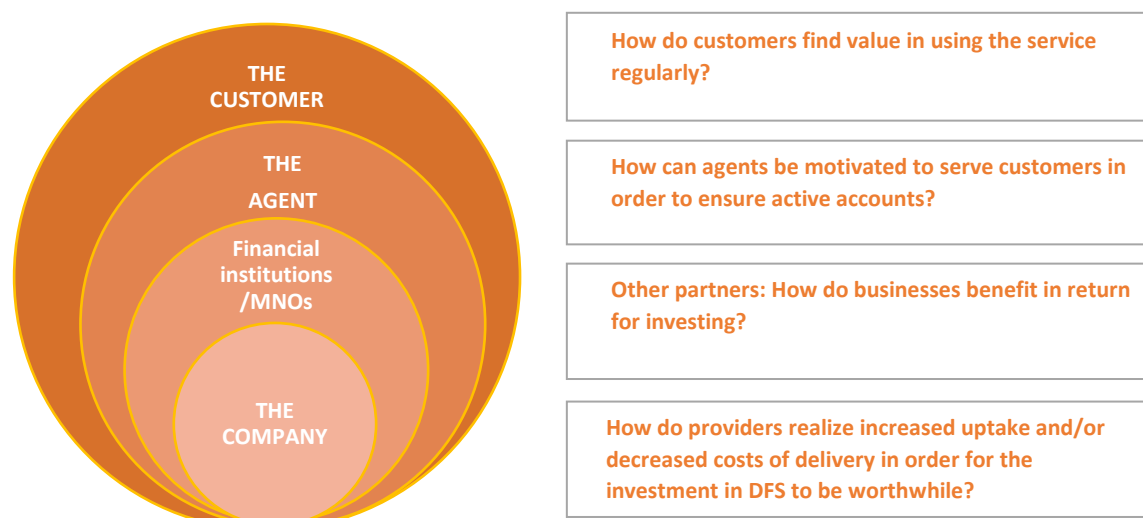 THE
CUSTOMER
THE
AGENT
Financial
institutions
/MNOs
THE
COMPANY
How do customers find value in using the service
regularly?
How can agents be motivated to serve customers in
order to ensure active accounts?
Other partners: How do businesses benefit in return
for investing?
How do providers realize increased uptake and/or
decreased costs of delivery in order for the
investment in DFS to be worthwhile?